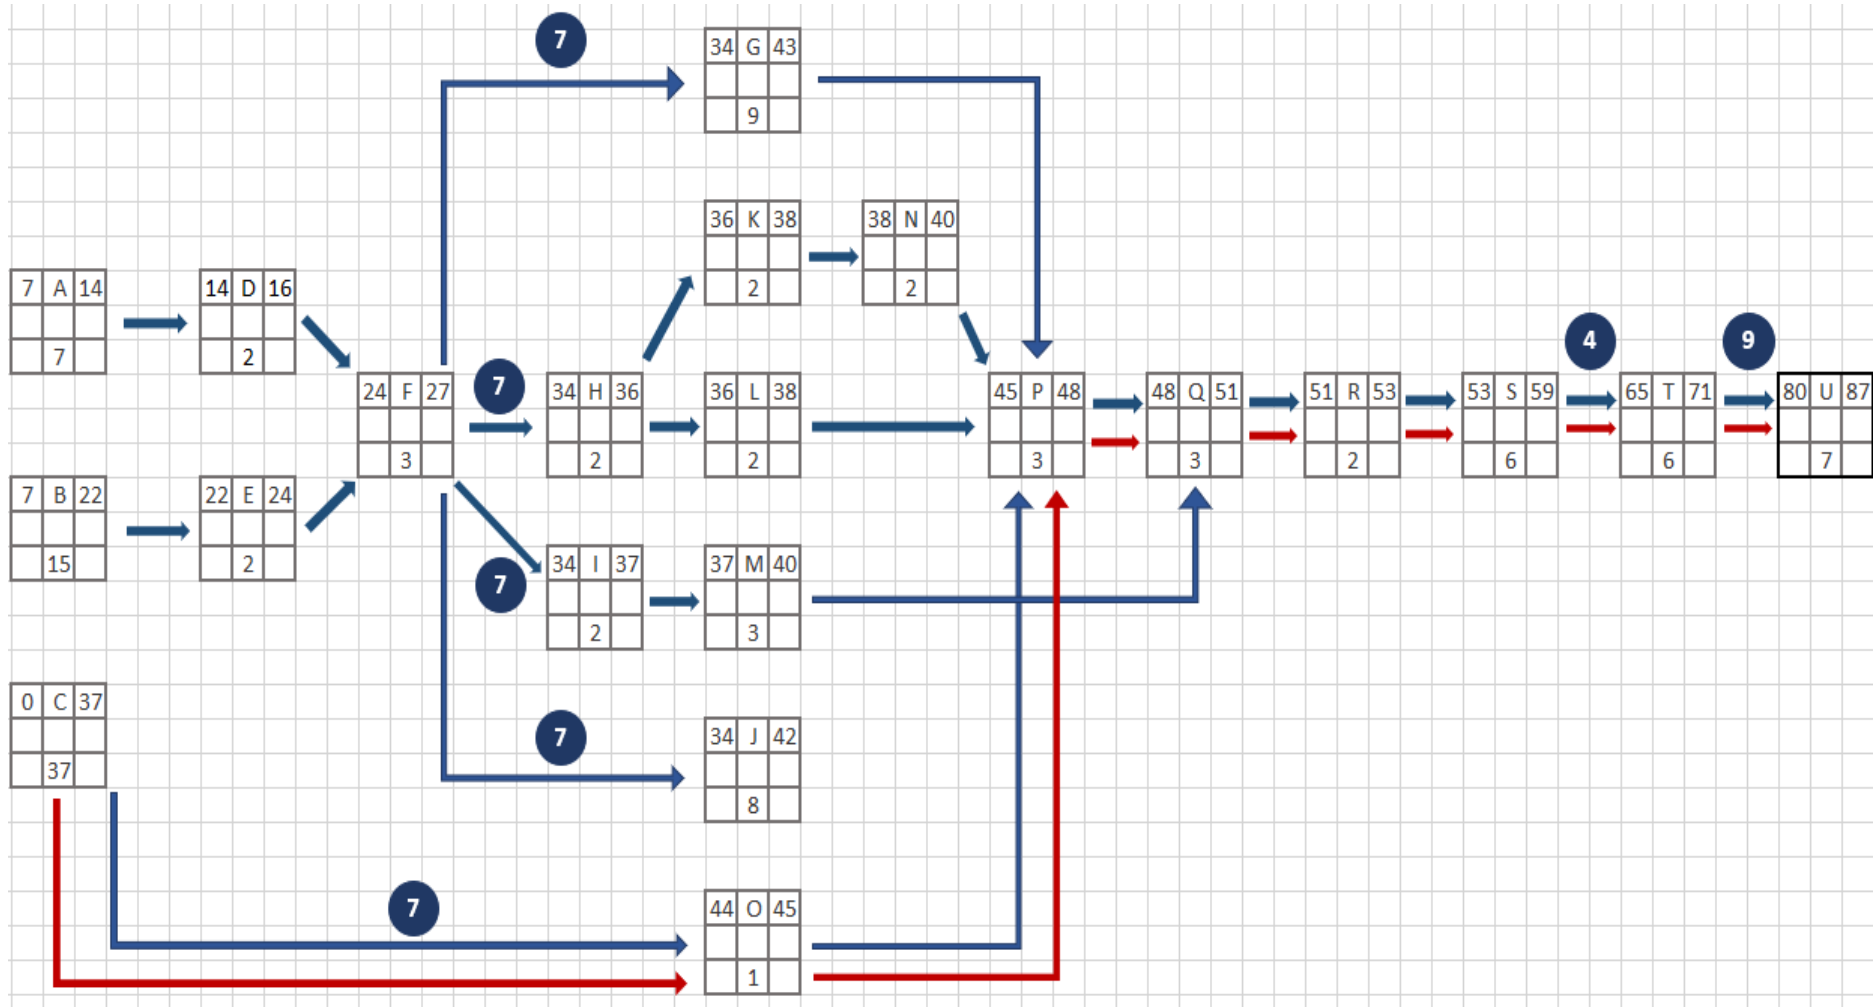 7
34 G 43
9
36 K 38
2
38 N 40
2
7 A 14
7
14 D 16
2
4
9
24 F 27
3
7
34 H 36
2
36 L 38
2
45 P 48
3
48 Q 51
3
51 R 53
2
53 S 59
6
65 T 71
6
80 U 87
7
7 B 22
15
22 E 24
2
7
34 I 37
2
37 M 40
3
0 C 37
37
7
34 J 42
8
7
44 O 45
1